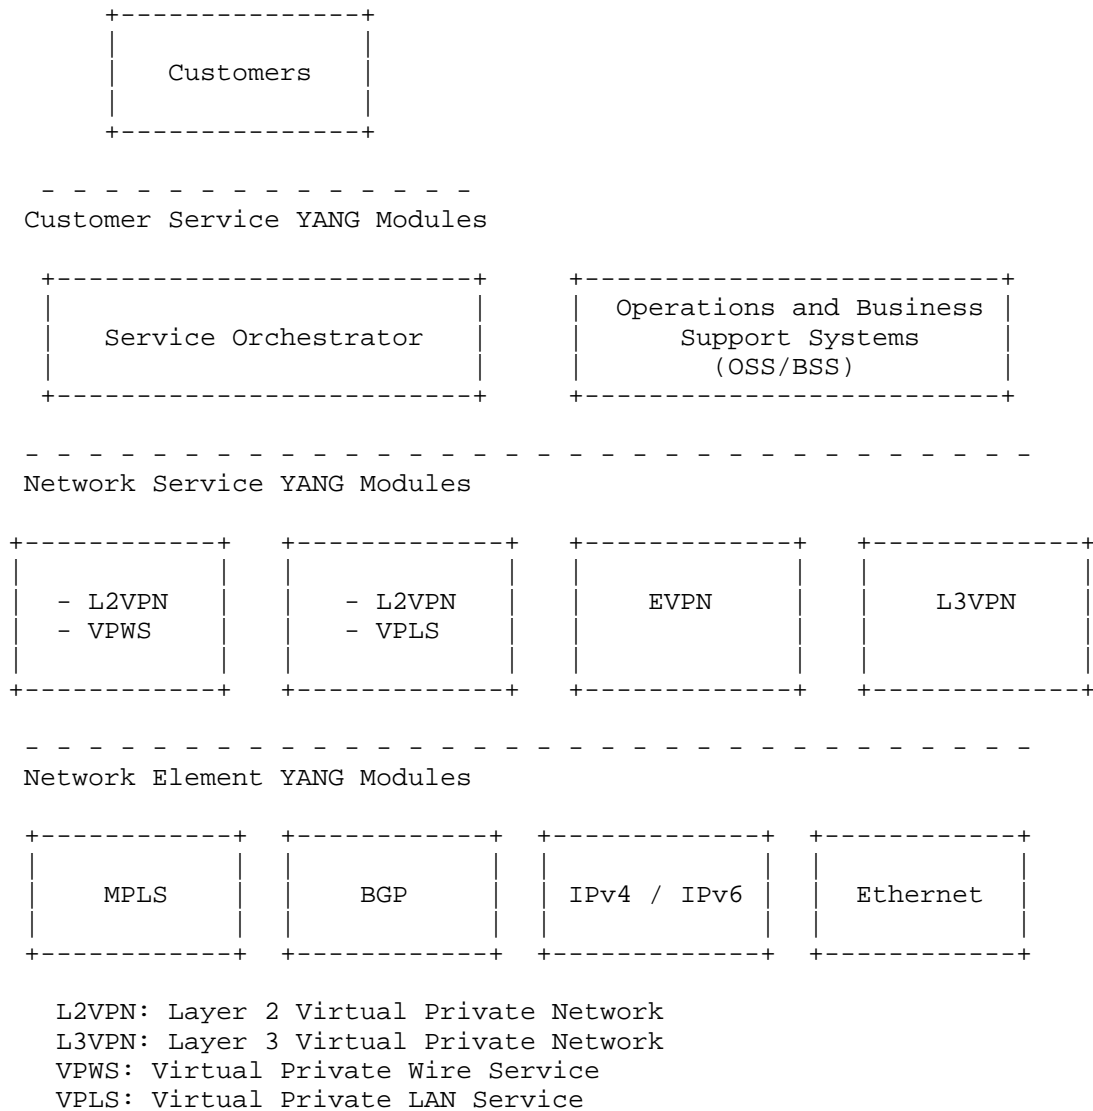 Customers
Customer Service YANG Modules
Service Orchestrator
Operations and Business
Support Systems
(OSS/BSS)
Network Service YANG Modules
- L2VPN
- VPWS
- L2VPN
- VPLS
EVPN
L3VPN
Network Element YANG Modules
MPLS
BGP
IPv4 / IPv6
Ethernet
L2VPN: Layer 2 Virtual Private Network
L3VPN: Layer 3 Virtual Private Network
VPWS: Virtual Private Wire Service
VPLS: Virtual Private LAN Service